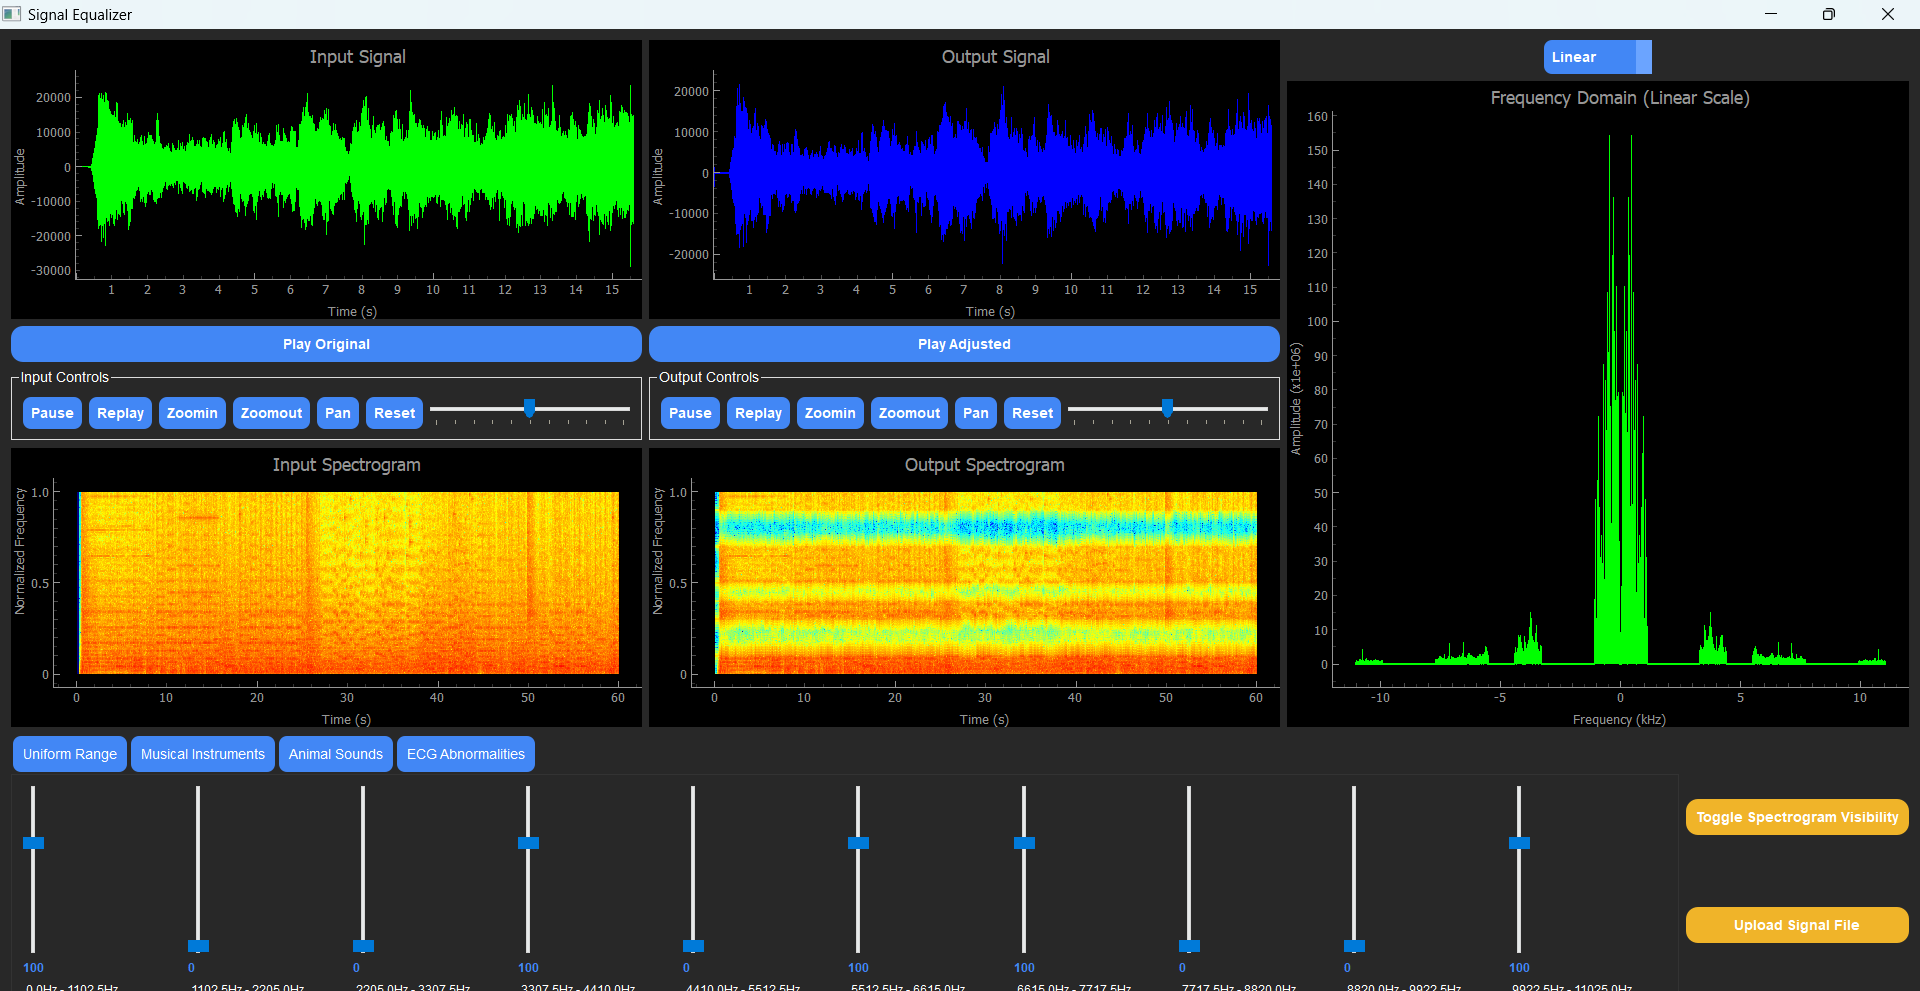 Signal Equalizer
Input Signal
Amplitude
20000
10000
0
-10000
-20000
-30000
1 2 3 4 5 6 7 8 9 10 11 12 13 14 15
Time (s)
Output Signal
Amplitude
20000
10000
0
-10000
-20000
1 2 3 4 5 6 7 8 9 10 11 12 13 14 15
Time (s)
Linear
Frequency Domain (Linear Scale)
Amplitude (x1e+06)
160
150
140
130
120
110
100
90
80
70
60
50
40
30
20
10
0
-10 -5 0 5 10
Frequency (kHz)
Play Original
Play Adjusted
Input Controls
Pause Replay Zoomin Zoomout Pan Reset
Output Controls
Pause Replay Zoomin Zoomout Pan Reset
Input Spectrogram
Normalized Frequency
1.0
0.5
0
0 10 20 30 40 50 60
Time (s)
Output Spectrogram
Normalized Frequency
1.0
0.5
0
0 10 20 30 40 50 60
Time (s)
Uniform Range Musical Instruments Animal Sounds ECG Abnormalities
100 0 0 100 0 100 100 0 0 100
0.0Hz - 1102.5Hz 1102.5Hz - 2205.0Hz 2205.0Hz - 3307.5Hz 3307.5Hz - 4410.0Hz 4410.0Hz - 5512.5Hz 5512.5Hz - 6615.0Hz 6615.0Hz - 7717.5Hz 7717.5Hz - 8820.0Hz 8820.0Hz - 9922.5Hz 9922.5Hz - 11025.0Hz
Toggle Spectrogram Visibility
Upload Signal File